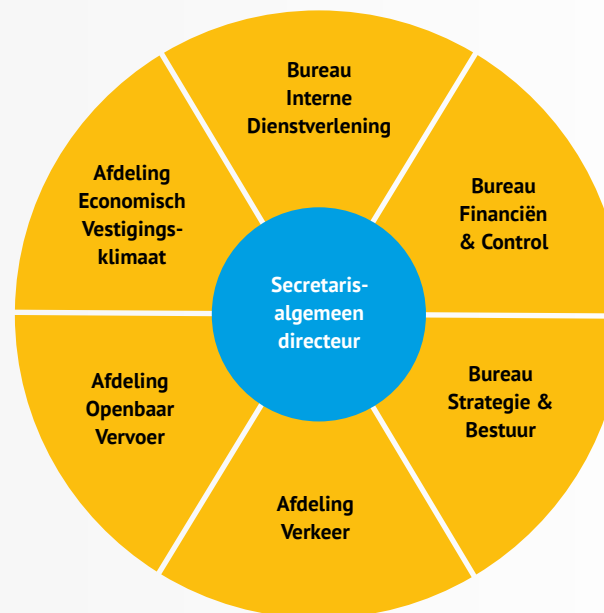 Bureau
Interne
Dienstverlening
Afdeling
Economisch
Vestigings-
klimaat
Bureau
Financiën
& Control
Secretaris-
algemeen
directeur
Afdeling
Openbaar
Vervoer
Bureau
Strategie &
Bestuur
Afdeling
Verkeer